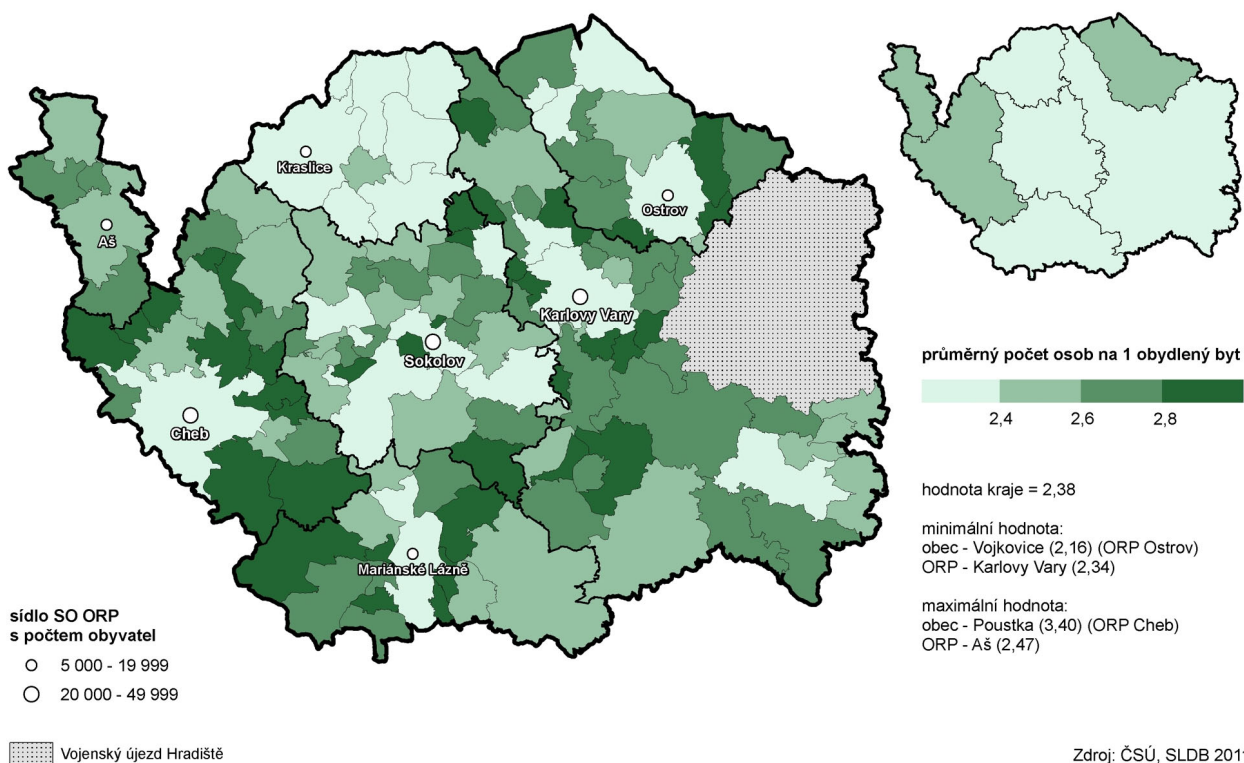 Kraslice
Aš
Ostrov
Karlovy Vary
Sokolov
Cheb
Mariánské Lázně
průměrný počet osob na 1 obydlený byt
2,4 2,6 2,8
hodnota kraje = 2,38
minimální hodnota:
obec - Vojkovice (2,16) (ORP Ostrov)
ORP - Karlovy Vary (2,34)
maximální hodnota:
obec - Poustka (3,40) (ORP Cheb)
ORP - Aš (2,47)
sídlo SO ORP
s počtem obyvatel
5 000 - 19 999
20 000 - 49 999
Vojenský újezd Hradiště
Zdroj: ČSÚ, SLDB 2011